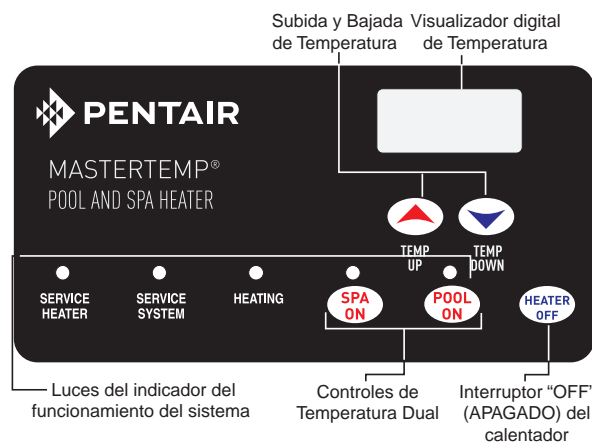 Subida y Bajada
de Temperatura
Visualizador digital
de Temperatura
PENTAIR
MASTERTEMP®
POOL AND SPA HEATER
TEMP
UP
TEMP
DOWN
SERVICE
HEATER
SERVICE
SYSTEM
HEATING
SPA
ON
POOL
ON
HEATER
OFF
Luces del indicador del
funcionamiento del sistema
Controles de
Temperatura Dual
Interruptor “OFF”
(APAGADO) del
calentador